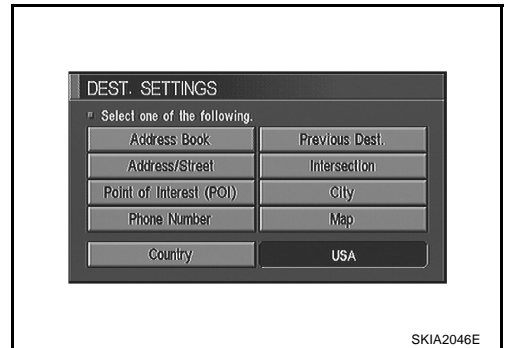 DEST. SETTINGS
Select one of the following.
Address Book Previous Dest.
Address/Street Intersection
Point of Interest (POI) City
Phone Number Map
Country USA
SKIA2046E